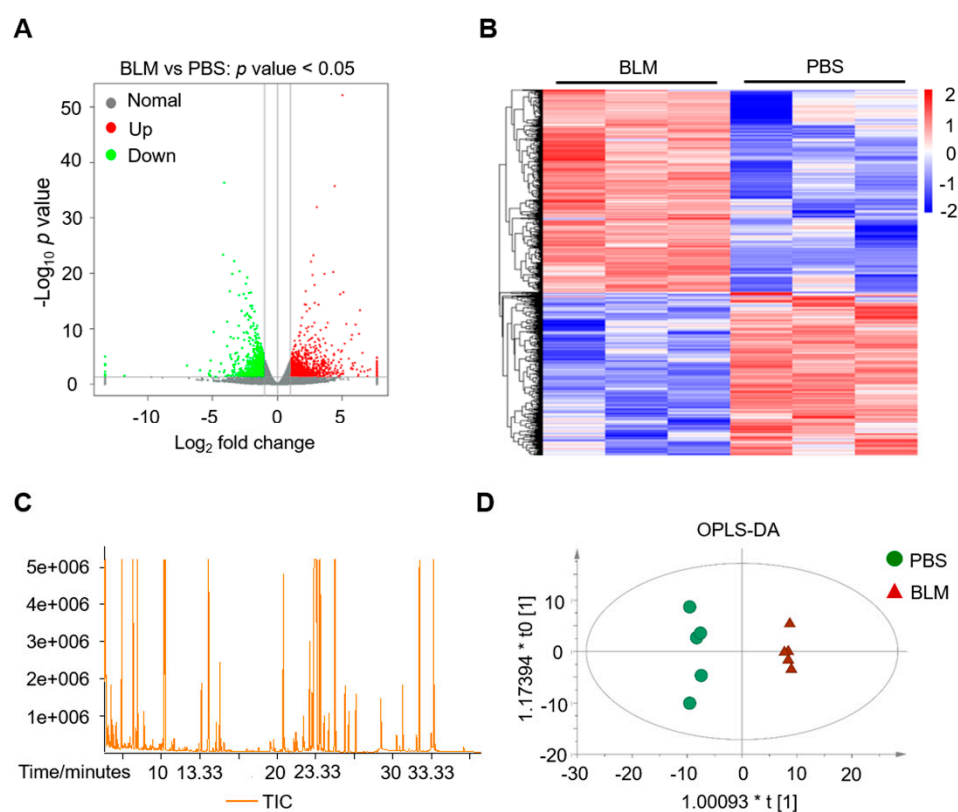 A
BLM vs PBS: p value < 0.05
Nomal
Up
Down
50
40
30
20
10
0
-Log10 p value
-10
-5
0
5
Log2 fold change
B
BLM
PBS
2
1
0
-1
-2
C
5e+006
4e+006
3e+006
2e+006
1e+006
Time/minutes
10
13.33
20
23.33
30
33.33
TIC
D
OPLS-DA
PBS
BLM
10
0
-10
-20
1.17394 * t0 [1]
-30
-20
-10
0
10
20
1.00093 * t [1]